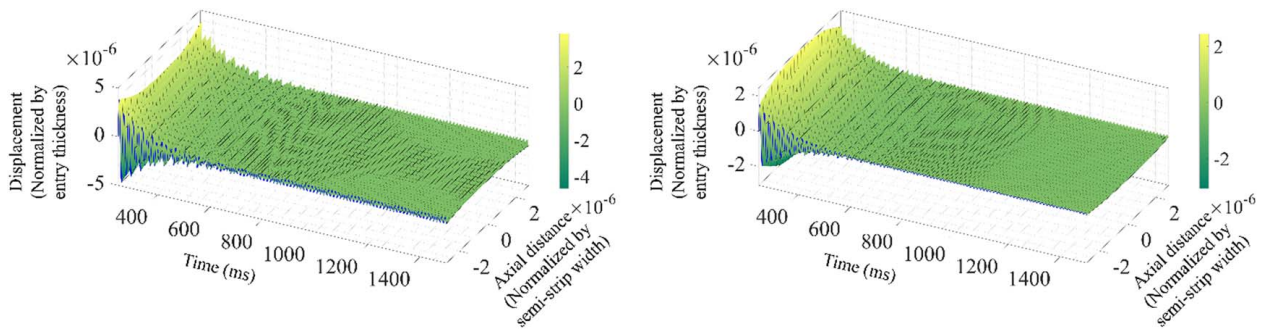 ×10⁻⁶
5
0
-5
Displacement
(Normalized by
entry thickness)
400
600
800
1000
1200
1400
Time (ms)
2
0
-2
×10⁻⁶
Axial distance
(Normalized by
semi-strip width)
2
0
-2
-4
×10⁻⁶
2
0
-2
Displacement
(Normalized by
entry thickness)
400
600
800
1000
1200
1400
Time (ms)
2
0
-2
×10⁻⁶
Axial distance
(Normalized by
semi-strip width)
2
0
-2